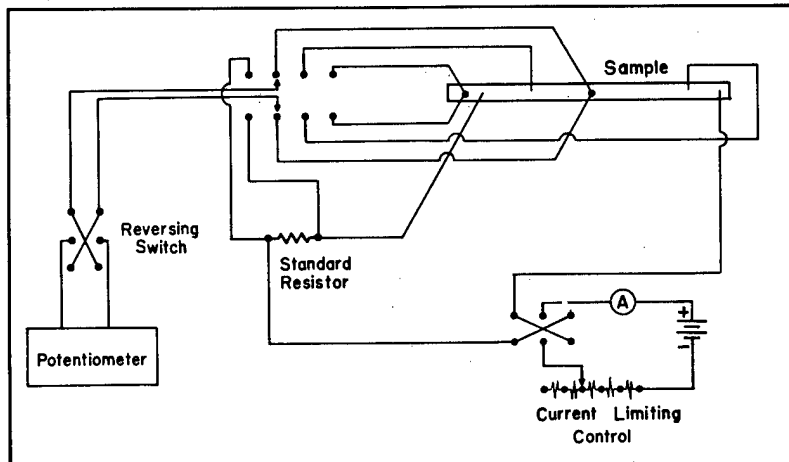 Sample
Reversing
Switch
Standard
Resistor
A
+
-
Potentiometer
Current Limiting
Control